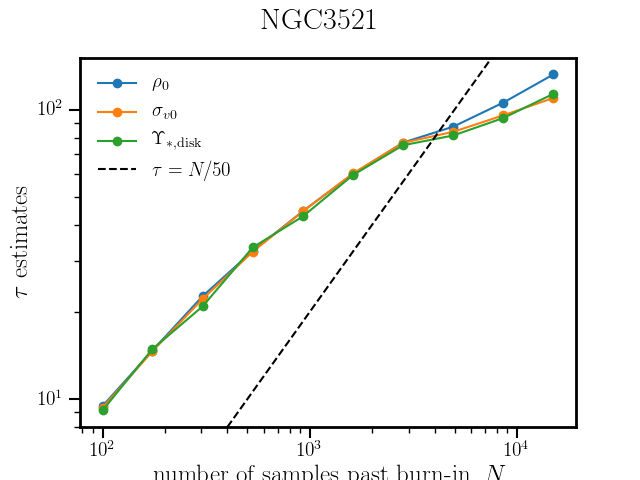 NGC3521
ρ₀
σᵥ₀
ϒ*,disk
τ = N/50
10²
10¹
τ estimates
10² 10³ 10⁴
number of samples past burn-in, N